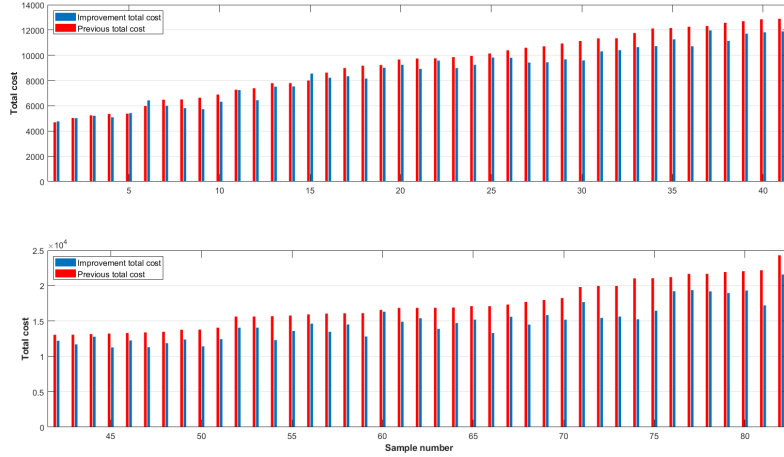 14000
12000
10000
8000
6000
4000
2000
0
Total cost
Improvement total cost
Previous total cost
5 10 15 20 25 30 35 40
×10⁴
2.5
2
1.5
1
0.5
0
Total cost
Improvement total cost
Previous total cost
45 50 55 60 65 70 75 80
Sample number